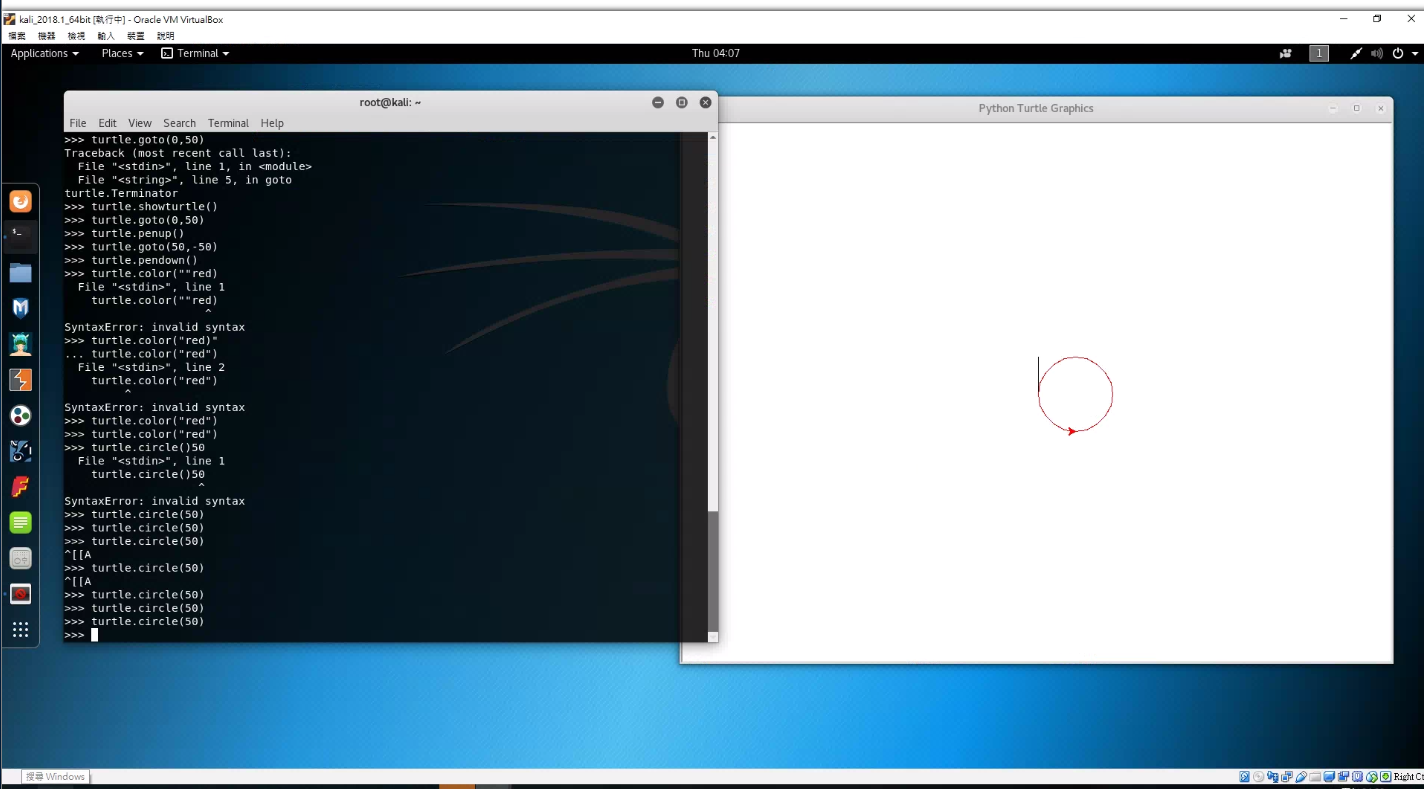 kali_2018.1_64bit [執行中] - Oracle VM VirtualBox
檔案 機器 檢視 輸入 裝置 說明
Applications Places Terminal Thu 04:07 1
root@kali: ~
File Edit View Search Terminal Help
>>> turtle.goto(0,50)
Traceback (most recent call last):
  File "<stdin>", line 1, in <module>
  File "<string>", line 5, in goto
turtle.Terminator
>>> turtle.showturtle()
>>> turtle.goto(0,50)
>>> turtle.penup()
>>> turtle.goto(50,-50)
>>> turtle.pendown()
>>> turtle.color(""red)
  File "<stdin>", line 1
    turtle.color(""red)
                     ^
SyntaxError: invalid syntax
>>> turtle.color("red)"
... turtle.color("red")
  File "<stdin>", line 2
    turtle.color("red")
         ^
SyntaxError: invalid syntax
>>> turtle.color("red")
>>> turtle.color("red")
>>> turtle.circle()50
  File "<stdin>", line 1
    turtle.circle()50
                    ^
SyntaxError: invalid syntax
>>> turtle.circle(50)
>>> turtle.circle(50)
>>> turtle.circle(50)
^[[A
>>> turtle.circle(50)
^[[A
>>> turtle.circle(50)
>>> turtle.circle(50)
>>> turtle.circle(50)
>>>
Python Turtle Graphics
搜尋 Windows
Right Ct